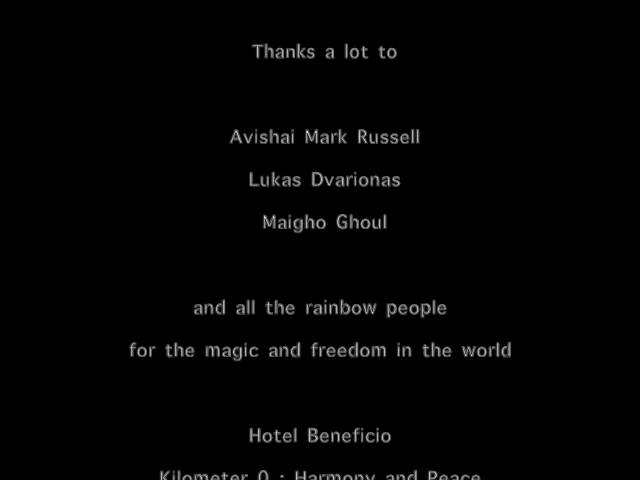 Thanks a lot to
Avishai Mark Russell
Lukas Dvarionas
Maigho Ghoul
and all the rainbow people
for the magic and freedom in the world
Hotel Beneficio
Kilometer 0 : Harmony and Peace